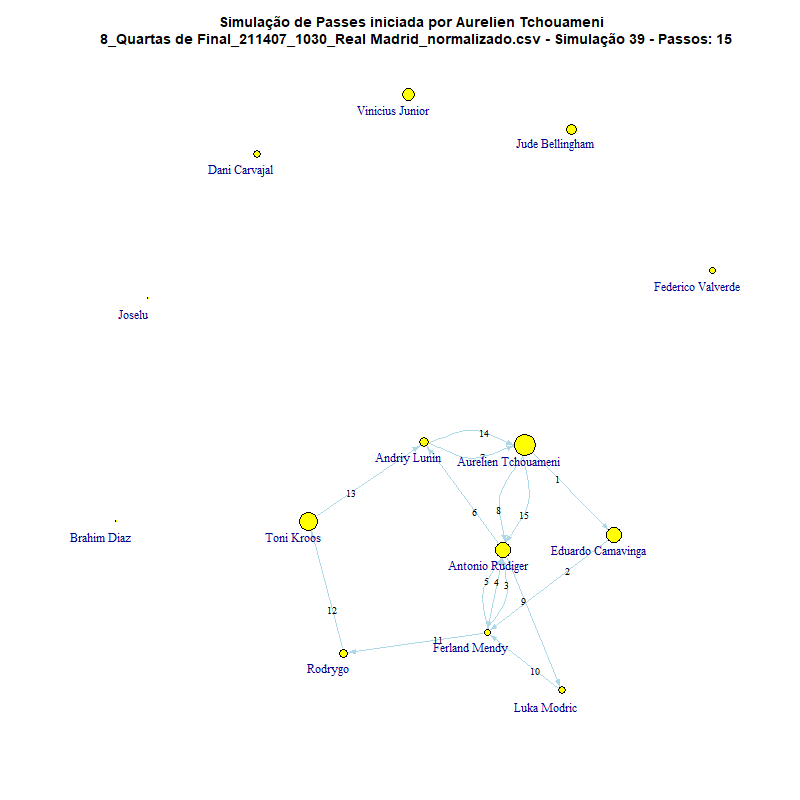 Simulação de Passes iniciada por Aurelien Tchouameni
8_Quartas de Final_211407_1030_Real Madrid_normalizado.csv - Simulação 39 - Passos: 15
Vinicius Junior
Jude Bellingham
Dani Carvajal
Federico Valverde
Joselu
14
Andriy Lunin
7
Aurelien Tchouameni
1
13
6
8
15
Toni Kroos
Brahim Diaz
Eduardo Camavinga
Antonio Rudiger
2
5
4
3
9
12
11
Ferland Mendy
Rodrygo
10
Luka Modric